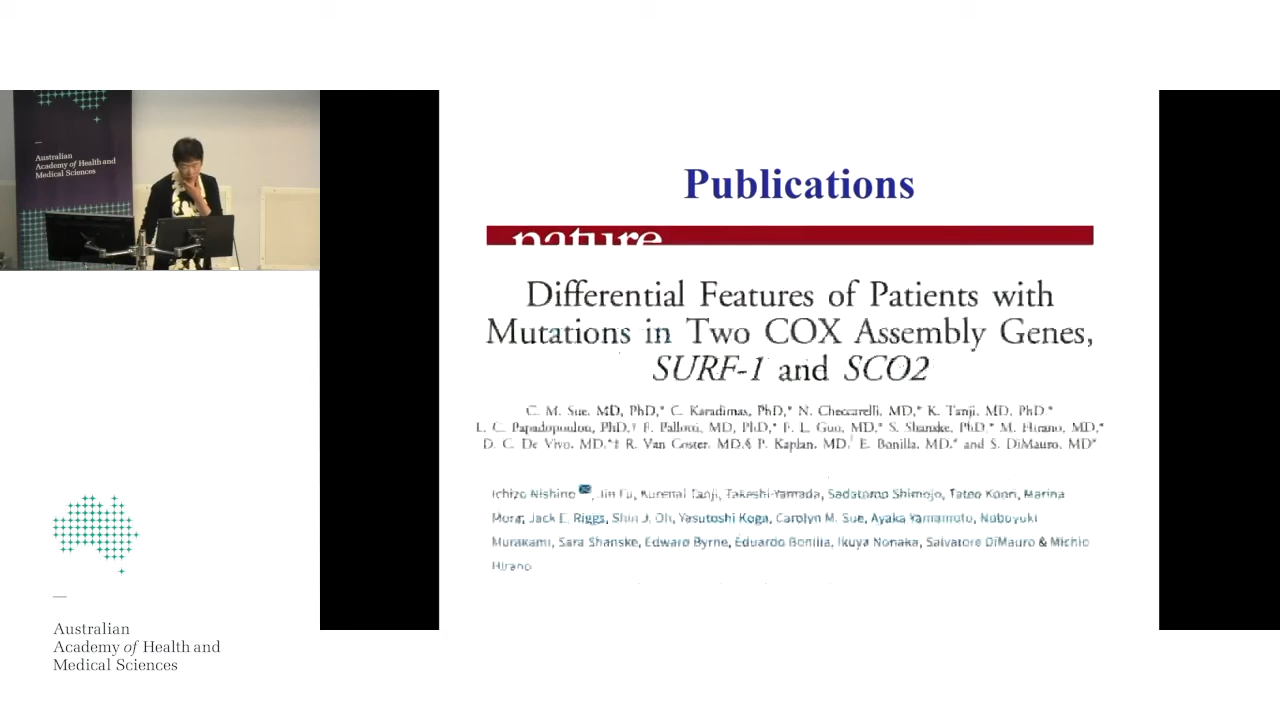 Australian
Academy of Health and
Medical Sciences
Publications
nature
Differential Features of Patients with
Mutations in Two COX Assembly Genes,
SURF-1 and SCO2
C. M. Sue, MD, PhD,* C. Karadimas, PhD,* N. Checcarelli, MD,* K. Tanji, MD, PhD,*
L. C. Papadopoulou, PhD,† F. Pallotti, MD, PhD,* F. L. Guo, MD,* S. Shanske, PhD,* M. Hirano, MD,*
D. C. De Vivo, MD,*‡ R. Van Coster, MD,§ P. Kaplan, MD, E. Bonilla, MD,* and S. DiMauro, MD*
Ichizo Nishino, Jin Fu, Kurenai Tanji, Takeshi Yamada, Sadatomo Shimojo, Tateo Koori, Marina
Mora, Jack E. Riggs, Shin J. Oh, Yasutoshi Koga, Carolyn M. Sue, Ayaka Yamamoto, Nobuyuki
Murakami, Sara Shanske, Edward Byrne, Eduardo Bonilla, Ikuya Nonaka, Salvatore DiMauro & Michio
Hirano
Australian
Academy of Health and
Medical Sciences